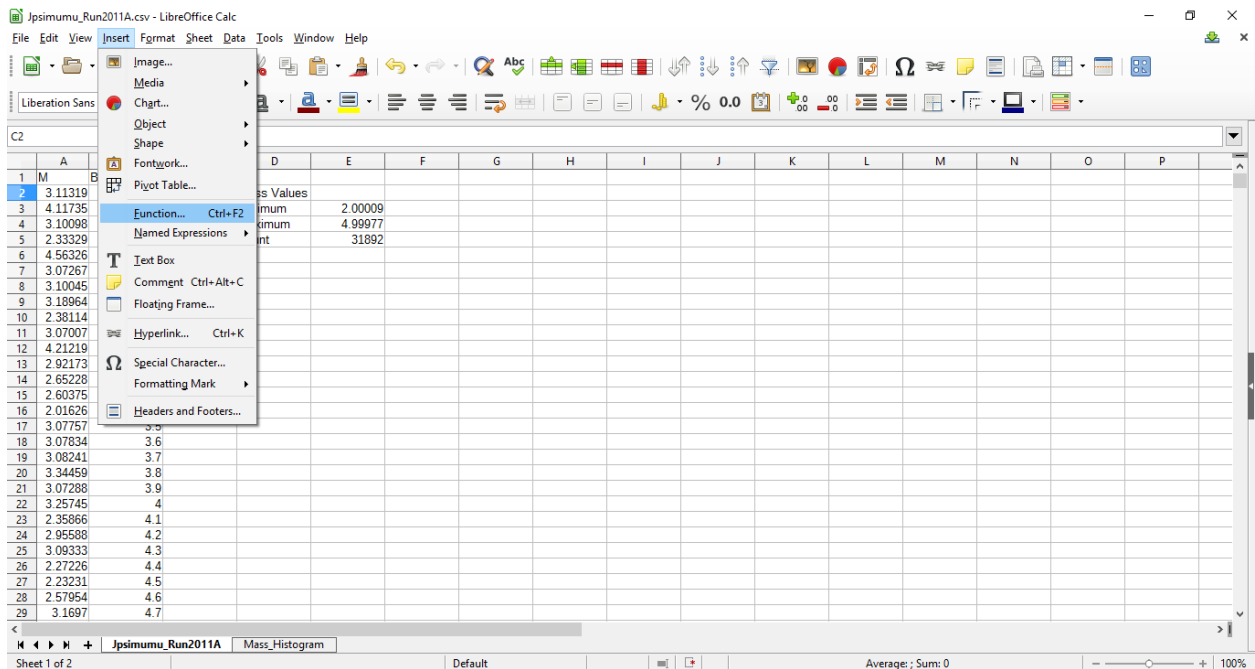 Jpsimumu_Run2011A.csv - LibreOffice Calc
File Edit View Insert Format Sheet Data Tools Window Help
Abc
Liberation Sans a % 0.0
C2
Image...
Media
Chart...
Object
Shape
Fontwork...
Pivot Table...
Function... Ctrl+F2
Named Expressions
Text Box
Comment Ctrl+Alt+C
Floating Frame...
Hyperlink... Ctrl+K
Special Character...
Formatting Mark
Headers and Footers...
A D E F G H I J K L M N O P
1 M B
2 3.11319 ss Values
3 4.11735 imum 2.00009
4 3.10098 ximum 4.99977
5 2.33329 int 31892
6 4.56326
7 3.07267
8 3.10045
9 3.18964
10 2.38114
11 3.07007
12 4.21219
13 2.92173
14 2.65228
15 2.60375
16 2.01626
17 3.07757 3.5
18 3.07834 3.6
19 3.08241 3.7
20 3.34459 3.8
21 3.07288 3.9
22 3.25745 4
23 2.35866 4.1
24 2.95588 4.2
25 3.09333 4.3
26 2.27226 4.4
27 2.23231 4.5
28 2.57954 4.6
29 3.1697 4.7
Jpsimumu_Run2011A Mass_Histogram
Sheet 1 of 2 Default Average: ; Sum: 0 100%